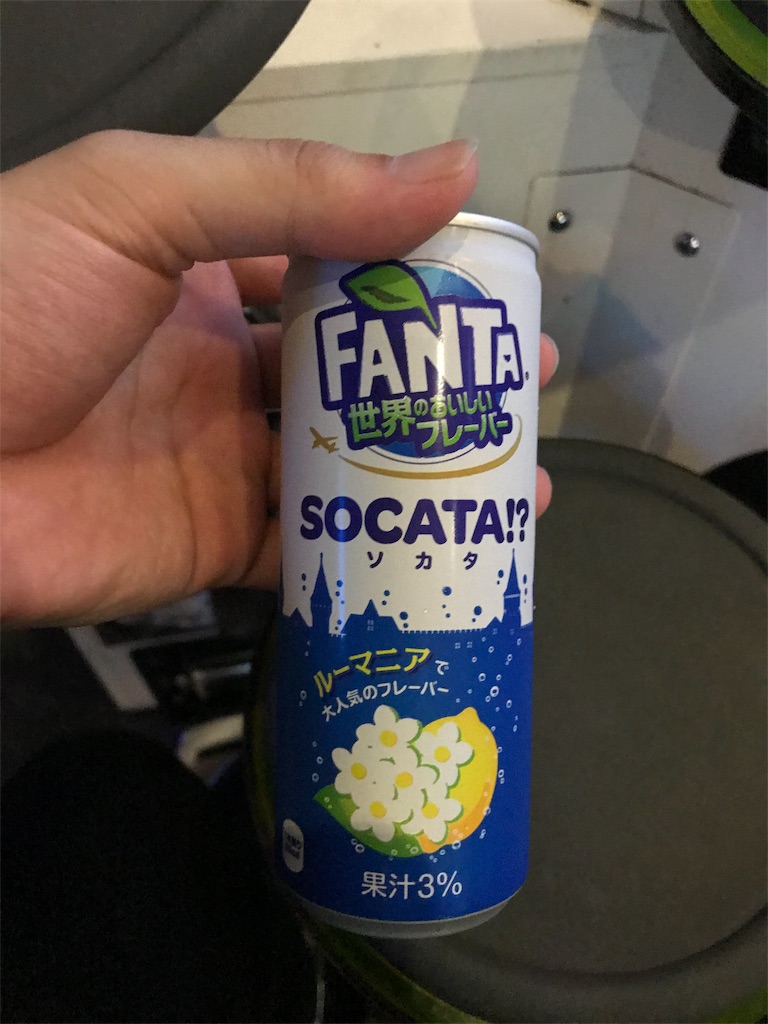 FANTA
世界のおいしい
フレーバー
SOCATA!?
ソカタ
ルーマニアで
大人気のフレーバー
果汁3%